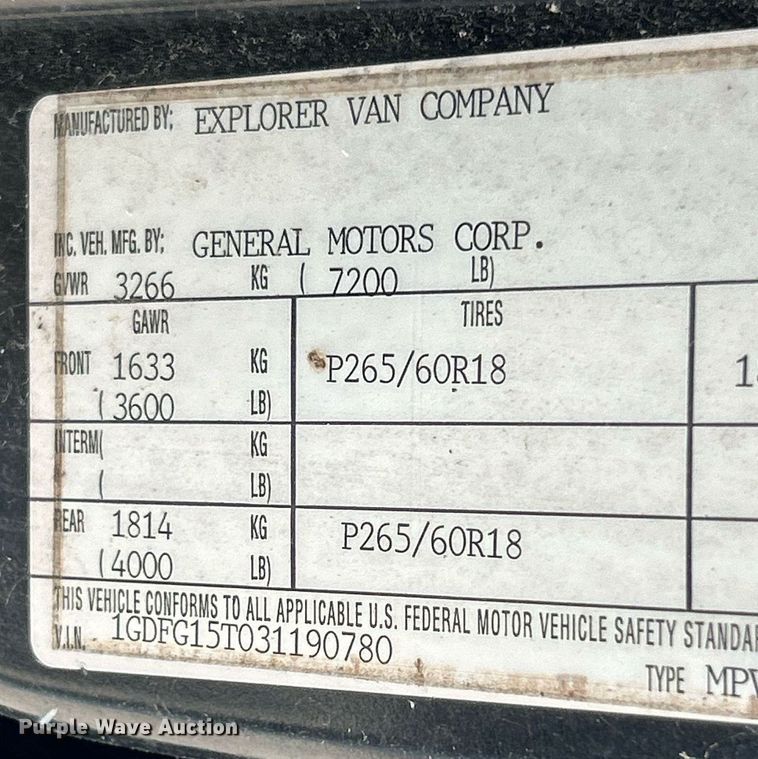 MANUFACTURED BY: EXPLORER VAN COMPANY
INC. VEH. MFG. BY: GENERAL MOTORS CORP.
GVWR 3266 KG ( 7200 LB)
GAWR TIRES
FRONT 1633 KG P265/60R18
(3600 LB)
INTERM( KG
( LB)
REAR 1814 KG P265/60R18
(4000 LB)
THIS VEHICLE CONFORMS TO ALL APPLICABLE U.S. FEDERAL MOTOR VEHICLE SAFETY
V.I.N. 1GDFG15T031190780
TYPE MPV
Purple Wave Auction